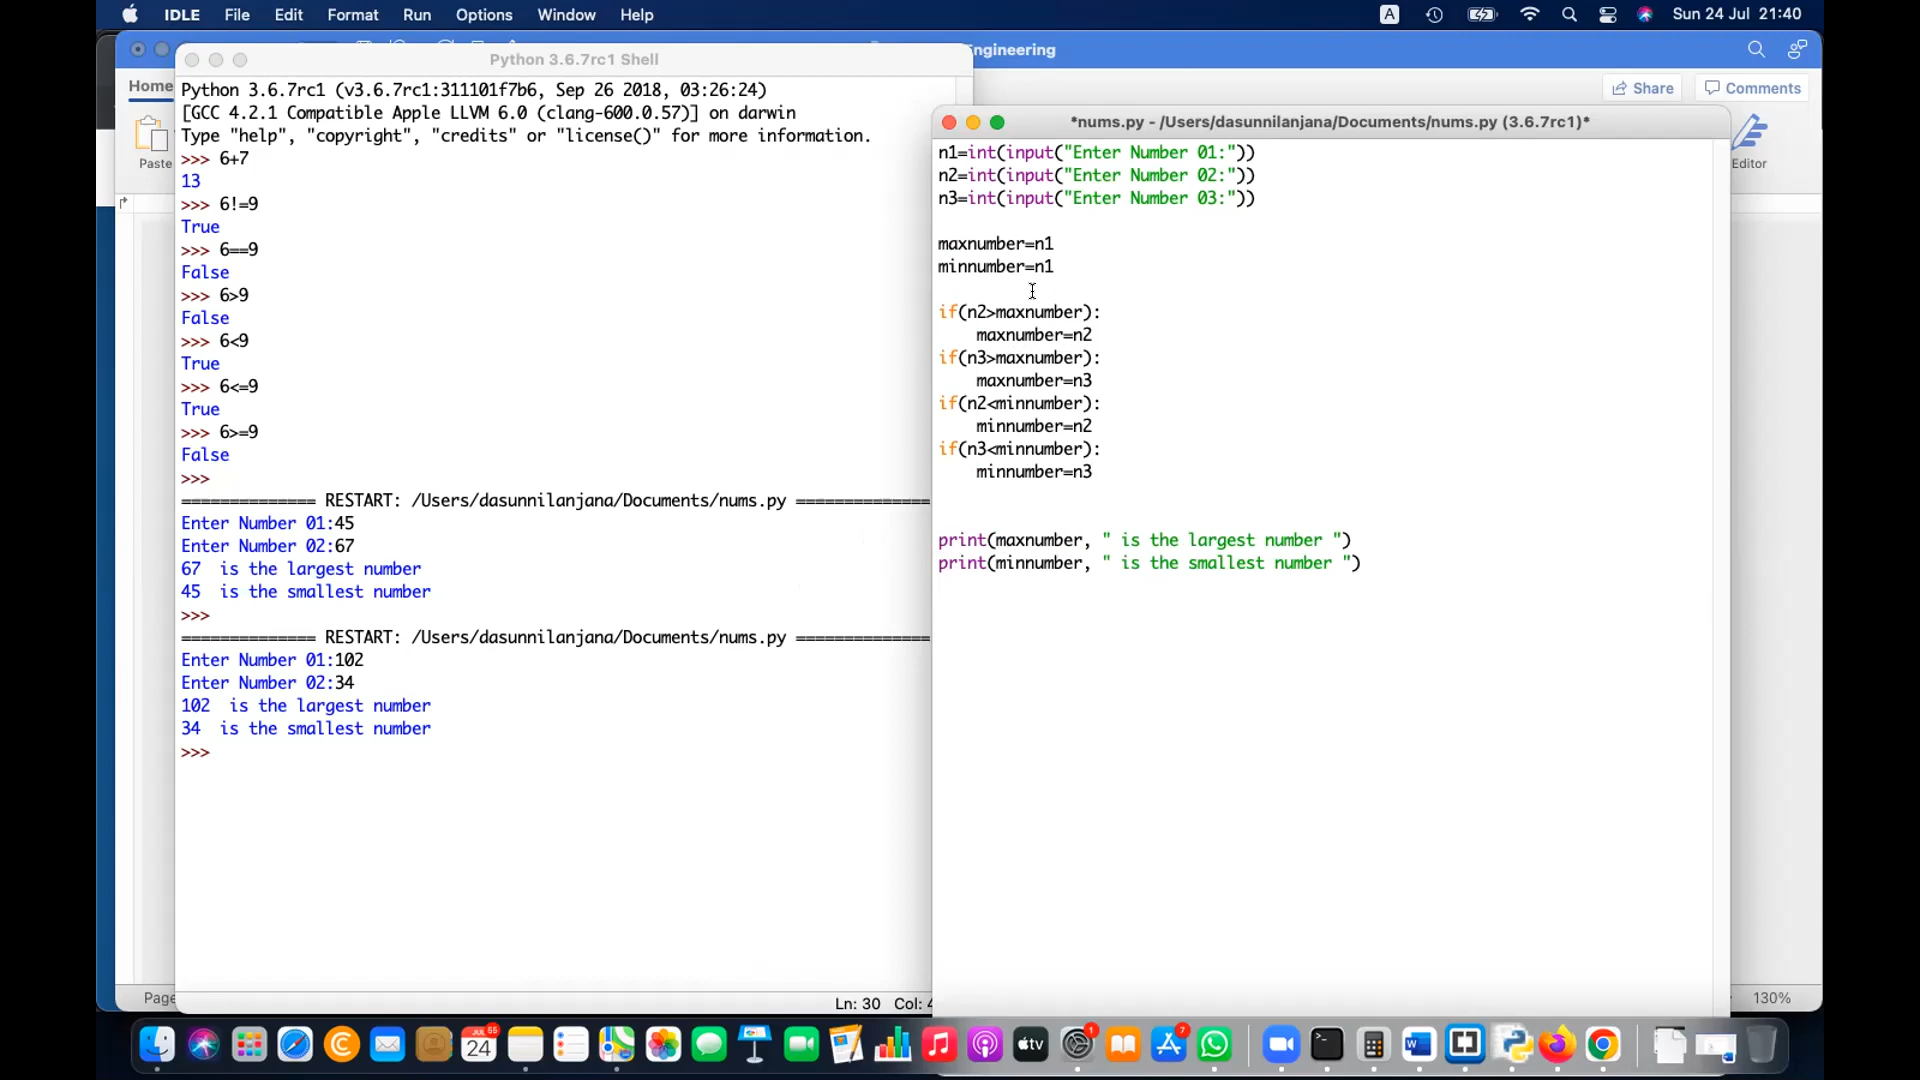 IDLE File Edit Format Run Options Window Help
A
Sun 24 Jul 21:40
Engineering
Home
Share
Comments
Paste
Editor
Python 3.6.7rc1 Shell
Python 3.6.7rc1 (v3.6.7rc1:311101f7b6, Sep 26 2018, 03:26:24)
[GCC 4.2.1 Compatible Apple LLVM 6.0 (clang-600.0.57)] on darwin
Type "help", "copyright", "credits" or "license()" for more information.
>>> 6+7
13
>>> 6!=9
True
>>> 6==9
False
>>> 6>9
False
>>> 6<9
True
>>> 6<=9
True
>>> 6>=9
False
>>>
============== RESTART: /Users/dasunnilanjana/Documents/nums.py ==============
Enter Number 01:45
Enter Number 02:67
67  is the largest number
45  is the smallest number
>>>
============== RESTART: /Users/dasunnilanjana/Documents/nums.py ==============
Enter Number 01:102
Enter Number 02:34
102  is the largest number
34  is the smallest number
>>>
Ln: 30 Col: 4
*nums.py - /Users/dasunnilanjana/Documents/nums.py (3.6.7rc1)*
n1=int(input("Enter Number 01:"))
n2=int(input("Enter Number 02:"))
n3=int(input("Enter Number 03:"))
maxnumber=n1
minnumber=n1
if(n2>maxnumber):
    maxnumber=n2
if(n3>maxnumber):
    maxnumber=n3
if(n2<minnumber):
    minnumber=n2
if(n3<minnumber):
    minnumber=n3
print(maxnumber, " is the largest number ")
print(minnumber, " is the smallest number ")
Page
130%
JUL
55
24
tv
1
7